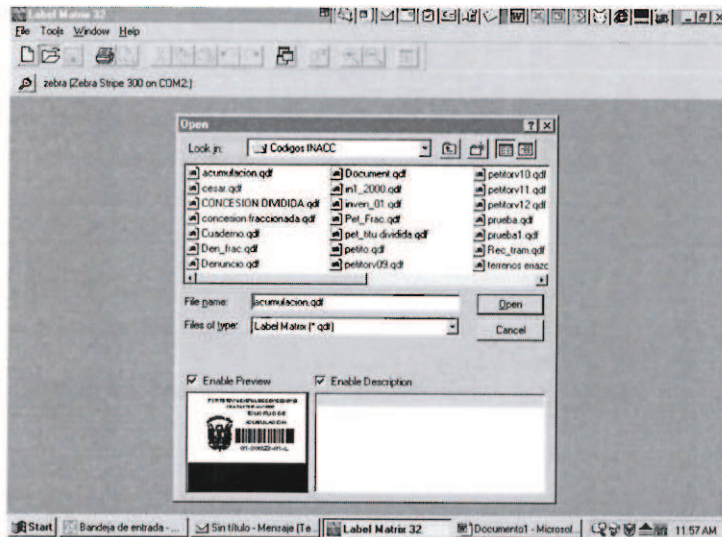 Label Matrix 32
File Tools Window Help
zebra (Zebra Stripe 300 on COM2:)
Open
Look in: Codigos INACC
acumulacion.qdf Document.qdf petitorv10.qdf
cesar.qdf in1_2000.qdf petitorv11.qdf
CONCESION DIVIDIDA.qdf inven_01.qdf petitorv12.qdf
concesion fraccionada.qdf Pet_Frac.qdf prueba.qdf
Cuaderno.qdf pet_titu dividida.qdf prueba1.qdf
Den_frac.qdf petito.qdf Rec_tram.qdf
Denuncio.qdf petitorv09.qdf terrenos eriazo
File name: acumulacion.qdf Open
Files of type: Label Matrix (*.qdf) Cancel
Enable Preview Enable Description
ACUMULACION
Start Bandeja de entrada - ... Sin título - Mensaje (Te... Label Matrix 32 Documento1 - Microsof... 11:57 AM